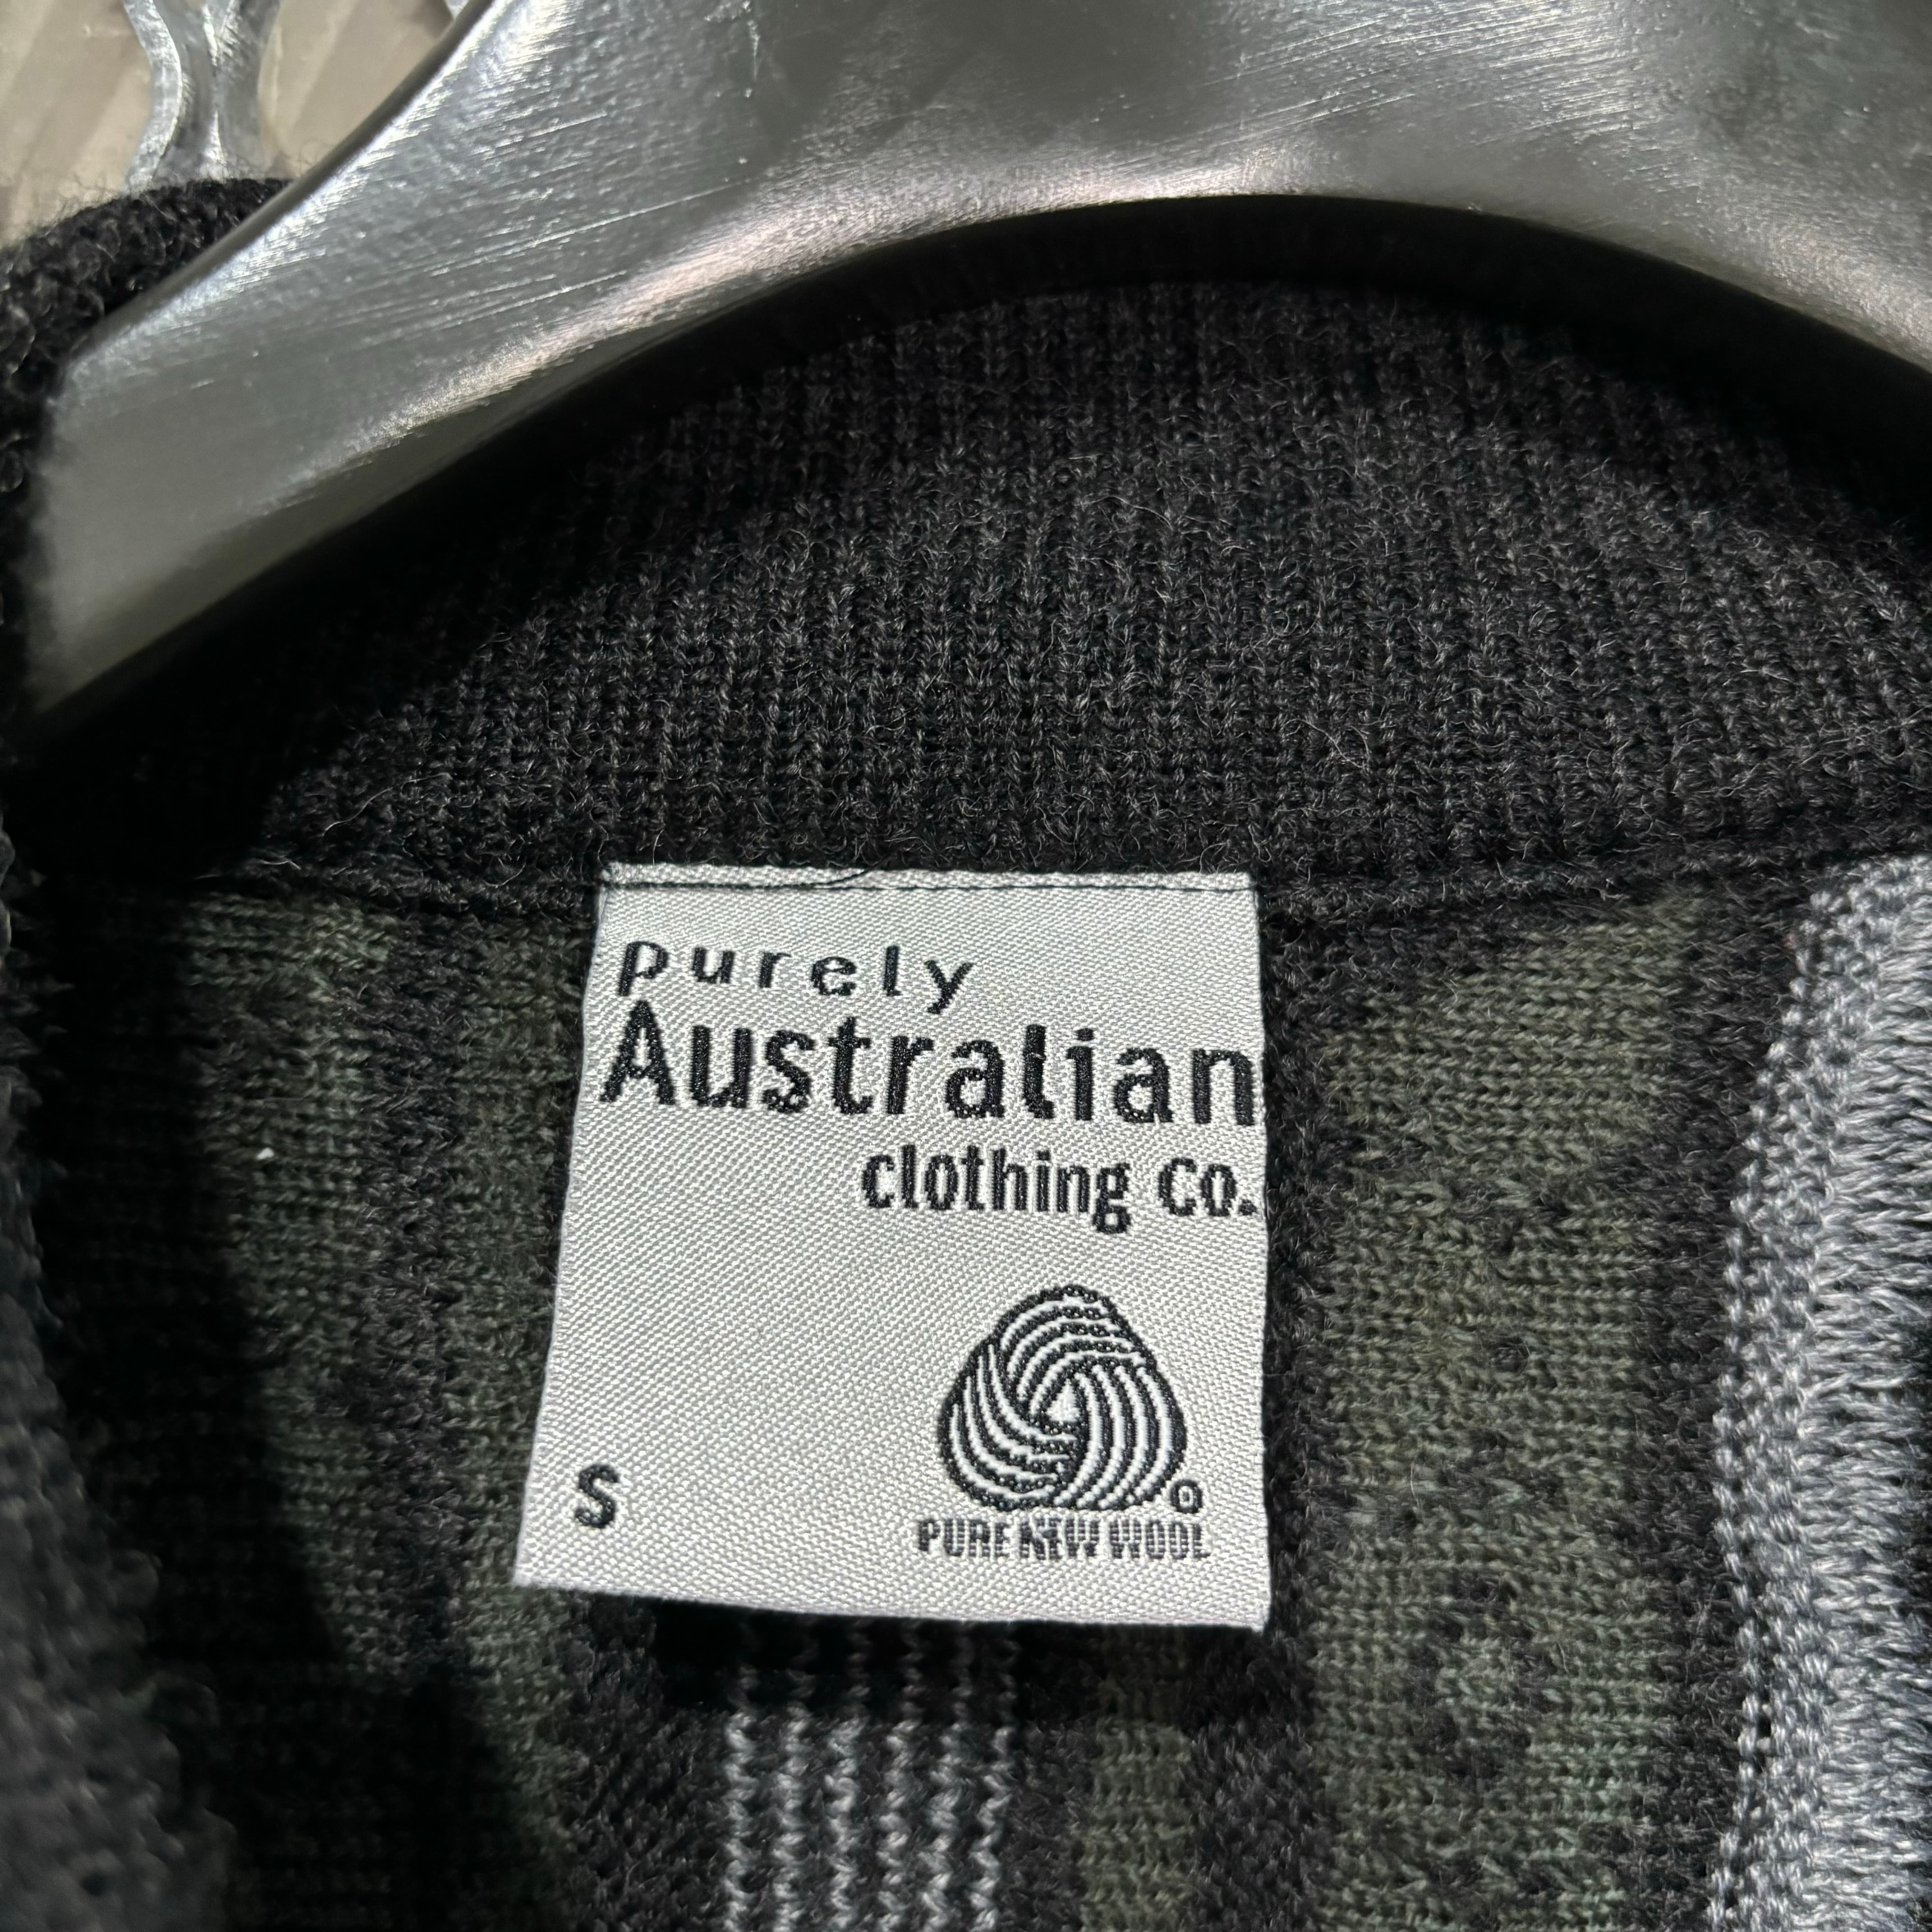 purely
Australian
clothing co.
S
PURE NEW WOOL